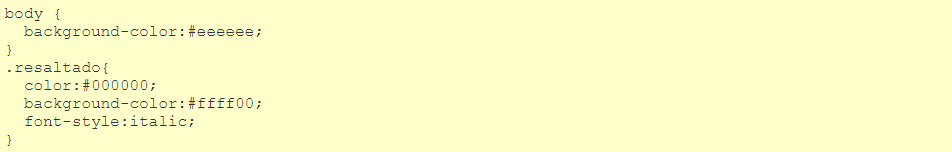 body {
  background-color:#eeeeee;
}
.resaltado{
  color:#000000;
  background-color:#ffff00;
  font-style:italic;
}